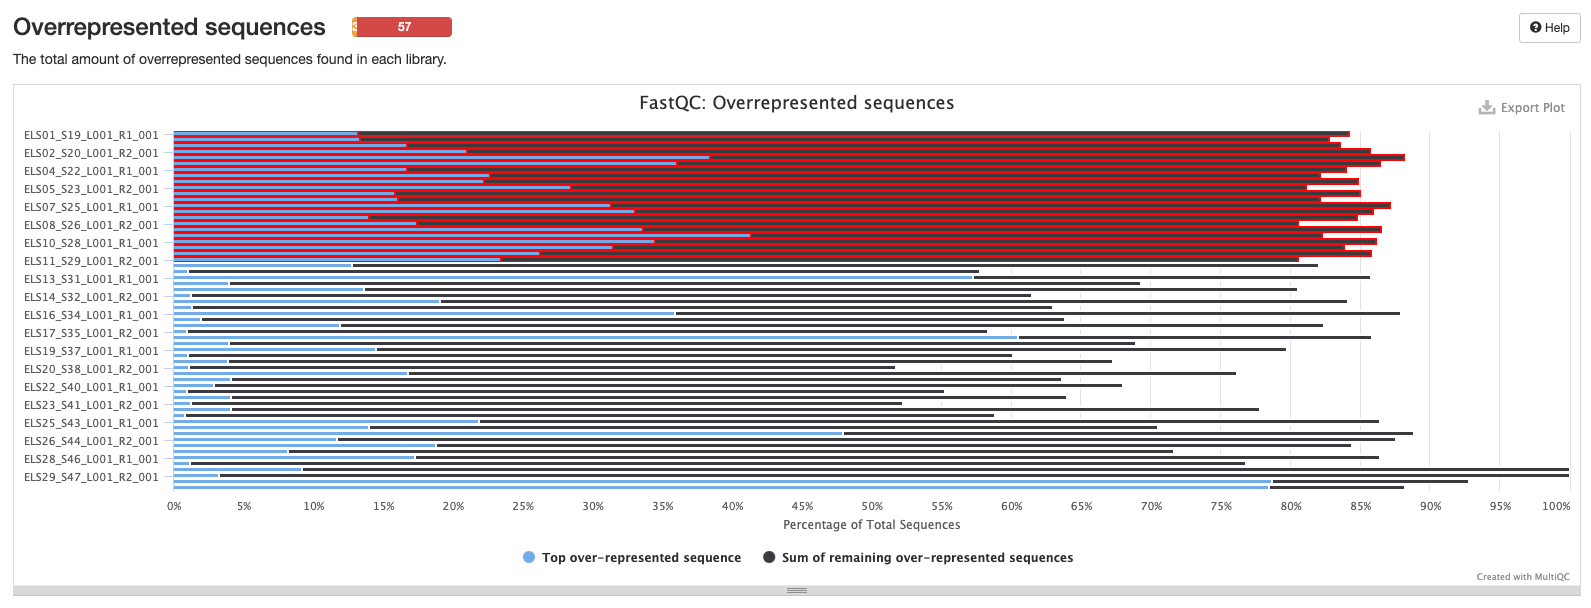 Overrepresented sequences
3 57
Help
The total amount of overrepresented sequences found in each library.
FastQC: Overrepresented sequences
Export Plot
ELS01_S19_L001_R1_001
ELS02_S20_L001_R2_001
ELS04_S22_L001_R1_001
ELS05_S23_L001_R2_001
ELS07_S25_L001_R1_001
ELS08_S26_L001_R2_001
ELS10_S28_L001_R1_001
ELS11_S29_L001_R2_001
ELS13_S31_L001_R1_001
ELS14_S32_L001_R2_001
ELS16_S34_L001_R1_001
ELS17_S35_L001_R2_001
ELS19_S37_L001_R1_001
ELS20_S38_L001_R2_001
ELS22_S40_L001_R1_001
ELS23_S41_L001_R2_001
ELS25_S43_L001_R1_001
ELS26_S44_L001_R2_001
ELS28_S46_L001_R1_001
ELS29_S47_L001_R2_001
0% 5% 10% 15% 20% 25% 30% 35% 40% 45% 50% 55% 60% 65% 70% 75% 80% 85% 90% 95% 100%
Percentage of Total Sequences
Top over-represented sequence Sum of remaining over-represented sequences
Created with MultiQC